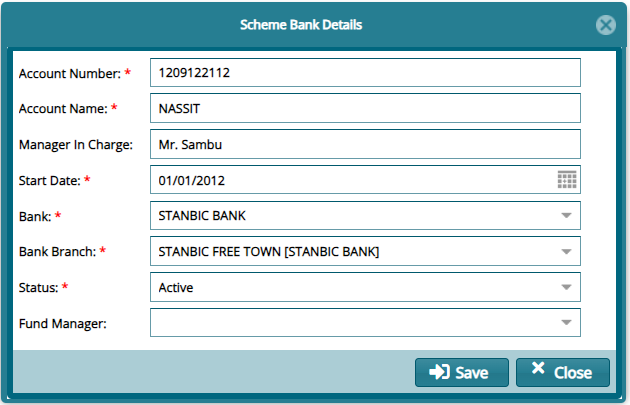 Scheme Bank Details
Account Number: * 1209122112
Account Name: * NASSIT
Manager In Charge: Mr. Sambu
Start Date: * 01/01/2012
Bank: * STANBIC BANK
Bank Branch: * STANBIC FREE TOWN [STANBIC BANK]
Status: * Active
Fund Manager:
Save Close